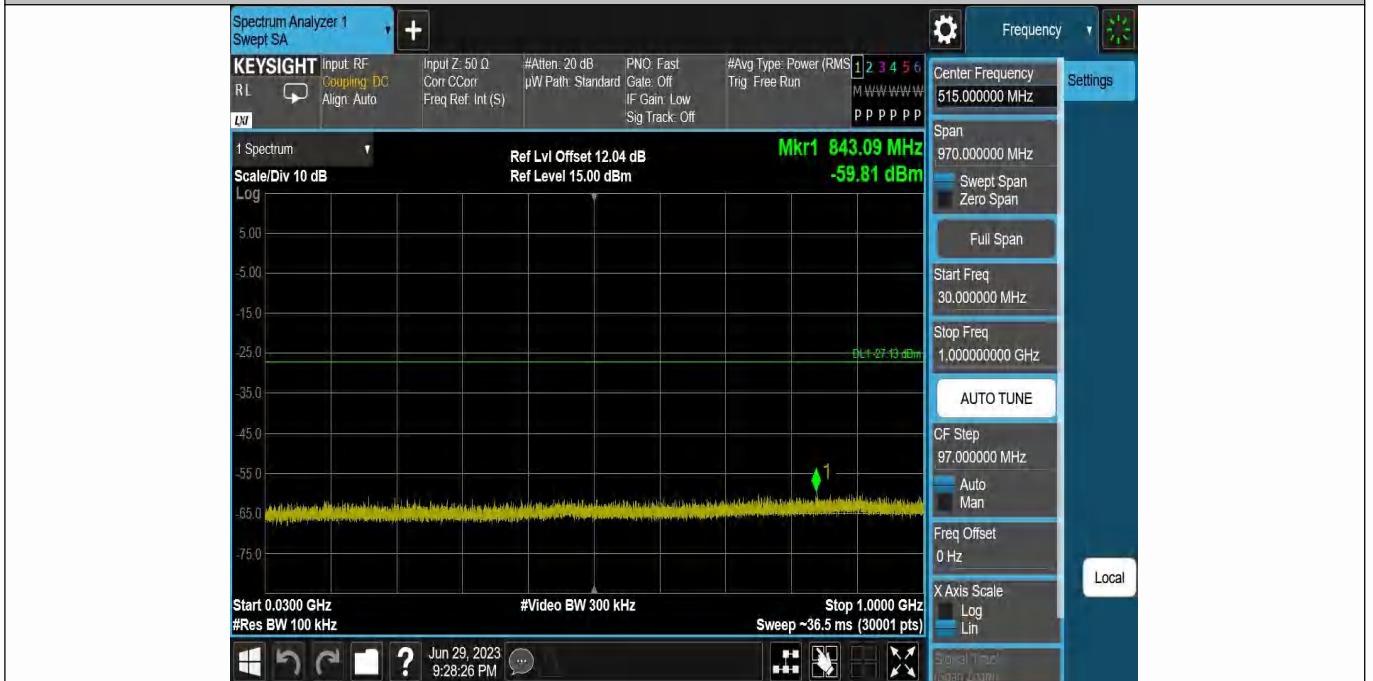 Spectrum Analyzer 1
Swept SA
+
Frequency
KEYSIGHT
RL
LXI
Input: RF
Coupling: DC
Align: Auto
Input Z: 50 Ω
Corr CCorr
Freq Ref: Int (S)
#Atten: 20 dB
µW Path: Standard
PNO: Fast
Gate: Off
IF Gain: Low
Sig Track: Off
#Avg Type: Power (RMS
Trig: Free Run
1 2 3 4 5 6
M W W W W W
P P P P P P
Center Frequency
515.000000 MHz
Settings
1 Spectrum
Scale/Div 10 dB
Ref Lvl Offset 12.04 dB
Ref Level 15.00 dBm
Mkr1 843.09 MHz
-59.81 dBm
Span
970.000000 MHz
Swept Span
Zero Span
Full Span
Start Freq
30.000000 MHz
Stop Freq
1.000000000 GHz
AUTO TUNE
CF Step
97.000000 MHz
Auto
Man
Freq Offset
0 Hz
X Axis Scale
Log
Lin
Signal Track
(Span Zoom)
Local
Log
5.00
-5.00
-15.0
-25.0
DL1 -27.13 dBm
-35.0
-45.0
-55.0
1
-65.0
-75.0
Start 0.0300 GHz
#Res BW 100 kHz
#Video BW 300 kHz
Stop 1.0000 GHz
Sweep ~36.5 ms (30001 pts)
?
Jun 29, 2023
9:28:26 PM